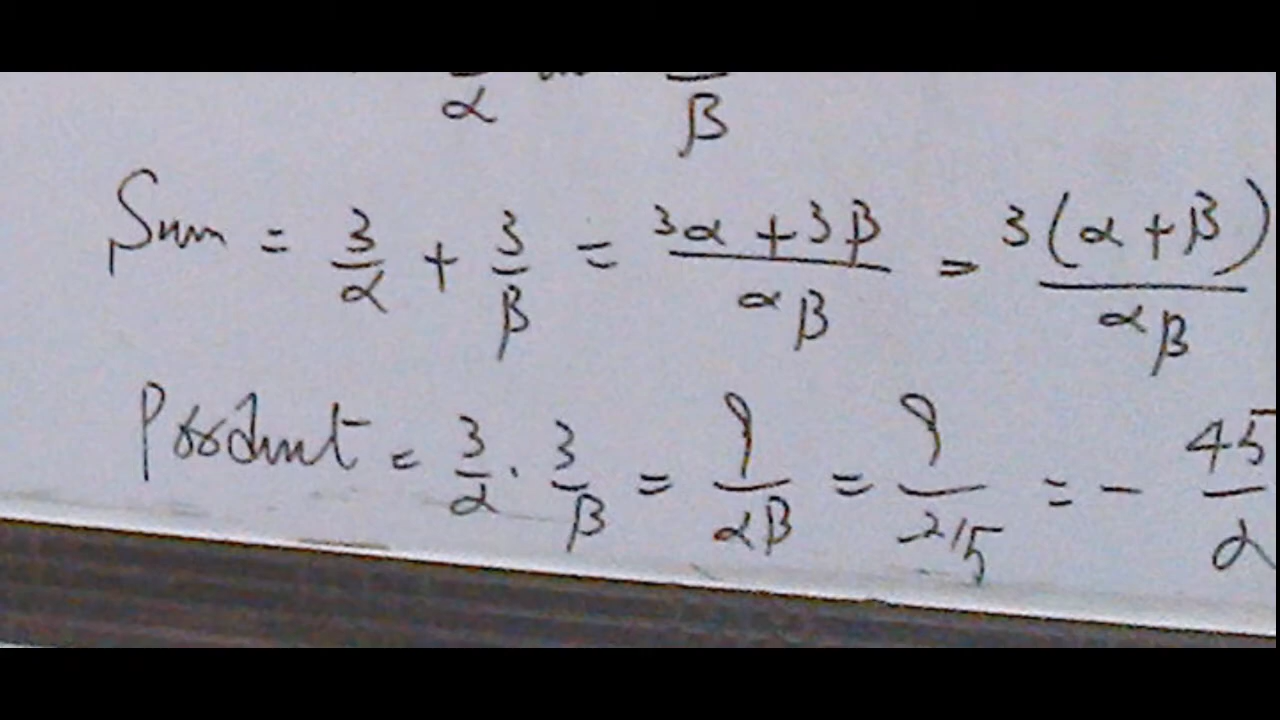 α β
Sum = 3/α + 3/β = 3α + 3β/αβ = 3(α + β)/αβ
Product = 3/α · 3/β = 9/αβ = 9/-2/5 = - 45/2